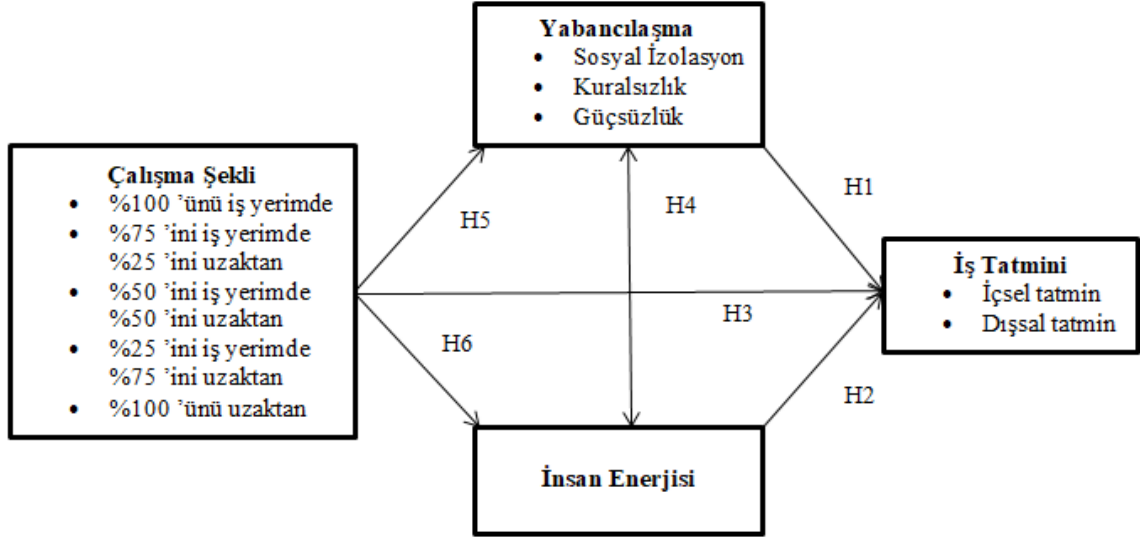 Yabancılaşma
• Sosyal İzolasyon
• Kuralsızlık
• Güçsüzlük
Çalışma Şekli
• %100 ’ünü iş yerimde
• %75 ’ini iş yerimde
%25 ’ini uzaktan
• %50 ’ini iş yerimde
%50 ’ini uzaktan
• %25 ’ini iş yerimde
%75 ’ini uzaktan
• %100 ’ünü uzaktan
H5
H4
H1
H3
H6
H2
İş Tatmini
• İçsel tatmin
• Dışsal tatmin
İnsan Enerjisi